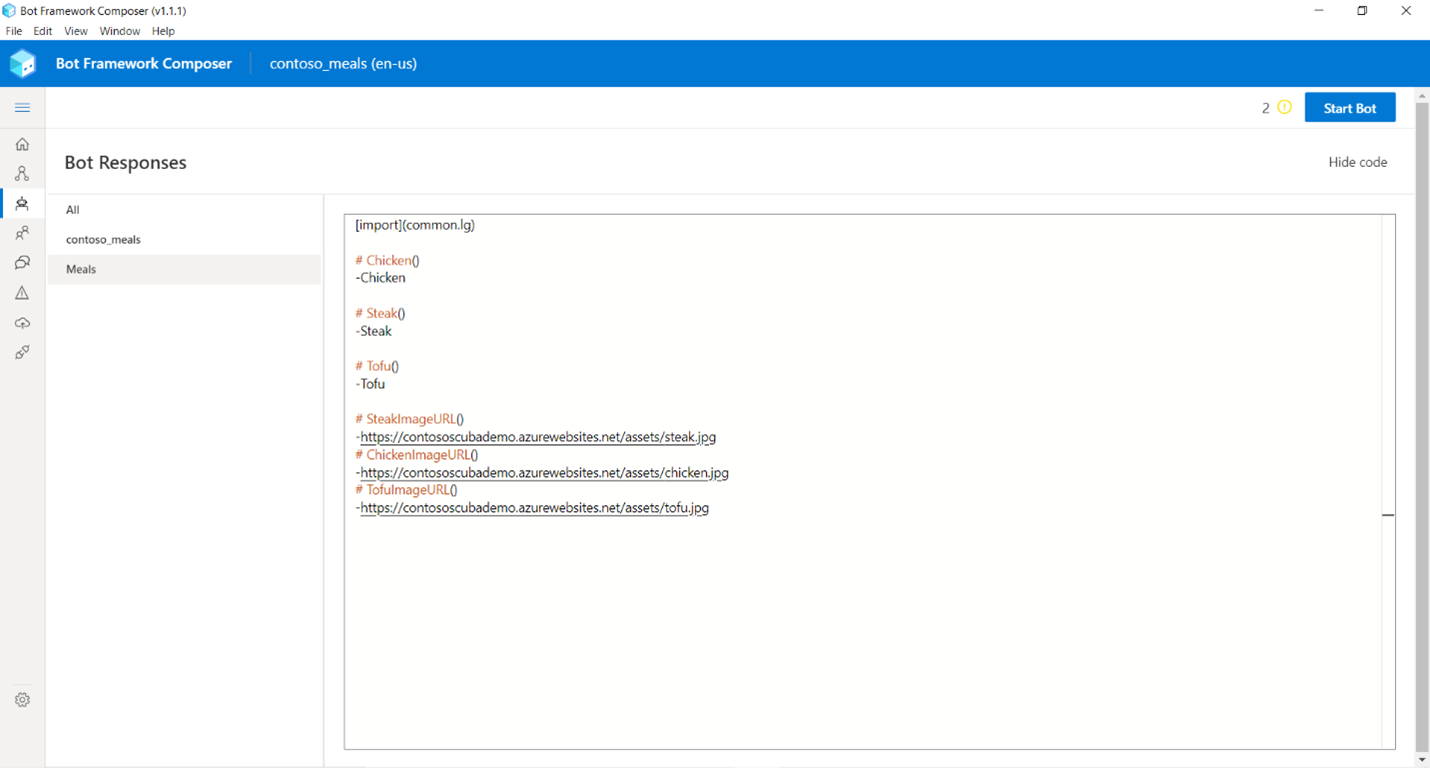 Bot Framework Composer (v1.1.1)
File Edit View Window Help
Bot Framework Composer contoso_meals (en-us)
2 Start Bot
Bot Responses
Hide code
All
contoso_meals
Meals
[import](common.lg)
# Chicken()
-Chicken
# Steak()
-Steak
# Tofu()
-Tofu
# SteakImageURL()
-https://contososcubademo.azurewebsites.net/assets/steak.jpg
# ChickenImageURL()
-https://contososcubademo.azurewebsites.net/assets/chicken.jpg
# TofuImageURL()
-https://contososcubademo.azurewebsites.net/assets/tofu.jpg